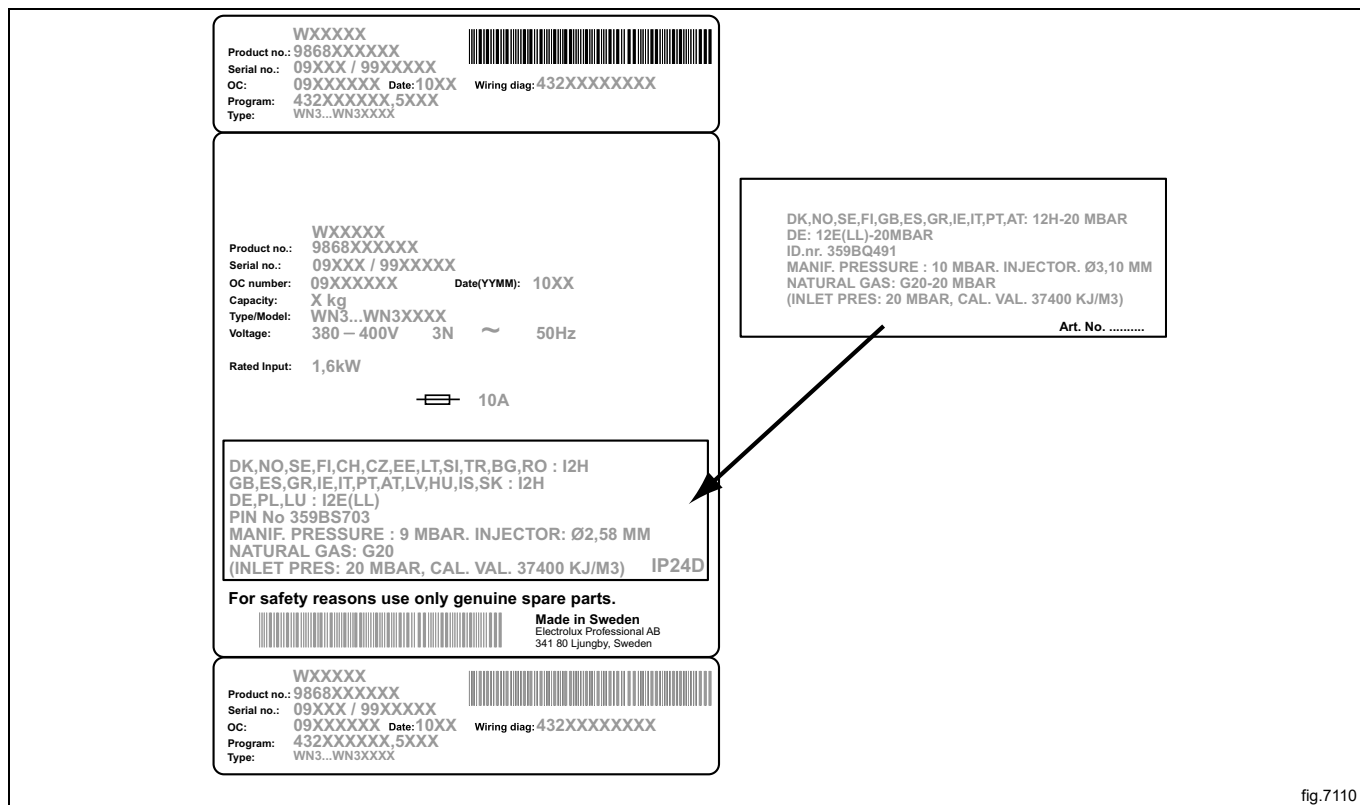 WXXXXX
Product no.: 9868XXXXXX
Serial no.: 09XXX / 99XXXXX
OC: 09XXXXXX Date: 10XX Wiring diag: 432XXXXXXXX
Program: 432XXXXXX,5XXX
Type: WN3...WN3XXXX
WXXXXX
Product no.: 9868XXXXXX
Serial no.: 09XXX / 99XXXXX
OC number: 09XXXXXX Date(YYMM): 10XX
Capacity: X kg
Type/Model: WN3...WN3XXXX
Voltage: 380 – 400V 3N ~ 50Hz
Rated Input: 1,6kW
10A
DK,NO,SE,FI,CH,CZ,EE,LT,SI,TR,BG,RO : I2H
GB,ES,GR,IE,IT,PT,AT,LV,HU,IS,SK : I2H
DE,PL,LU : I2E(LL)
PIN No 359BS703
MANIF. PRESSURE : 9 MBAR. INJECTOR: Ø2,58 MM
NATURAL GAS: G20
(INLET PRES: 20 MBAR, CAL. VAL. 37400 KJ/M3) IP24D
For safety reasons use only genuine spare parts.
Made in Sweden
Electrolux Professional AB
341 80 Ljungby, Sweden
WXXXXX
Product no.: 9868XXXXXX
Serial no.: 09XXX / 99XXXXX
OC: 09XXXXXX Date: 10XX Wiring diag: 432XXXXXXXX
Program: 432XXXXXX,5XXX
Type: WN3...WN3XXXX
DK,NO,SE,FI,GB,ES,GR,IE,IT,PT,AT: 12H-20 MBAR
DE: 12E(LL)-20MBAR
ID.nr. 359BQ491
MANIF. PRESSURE : 10 MBAR. INJECTOR. Ø3,10 MM
NATURAL GAS: G20-20 MBAR
(INLET PRES: 20 MBAR, CAL. VAL. 37400 KJ/M3)
Art. No. ..........
fig.7110